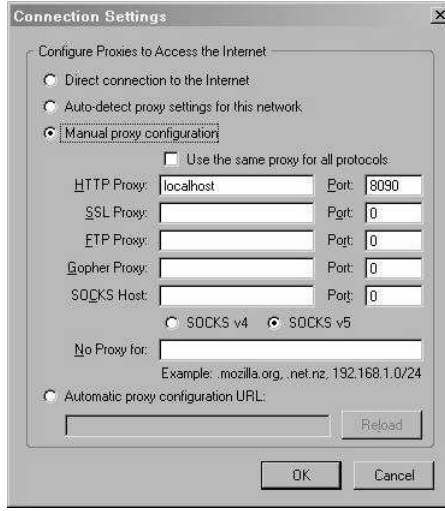 Connection Settings
Configure Proxies to Access the Internet
Direct connection to the Internet
Auto-detect proxy settings for this network
Manual proxy configuration
Use the same proxy for all protocols
HTTP Proxy: localhost Port: 8090
SSL Proxy: Port: 0
FTP Proxy: Port: 0
Gopher Proxy: Port: 0
SOCKS Host: Port: 0
SOCKS v4 SOCKS v5
No Proxy for:
Example: .mozilla.org, .net.nz, 192.168.1.0/24
Automatic proxy configuration URL:
Reload
OK Cancel